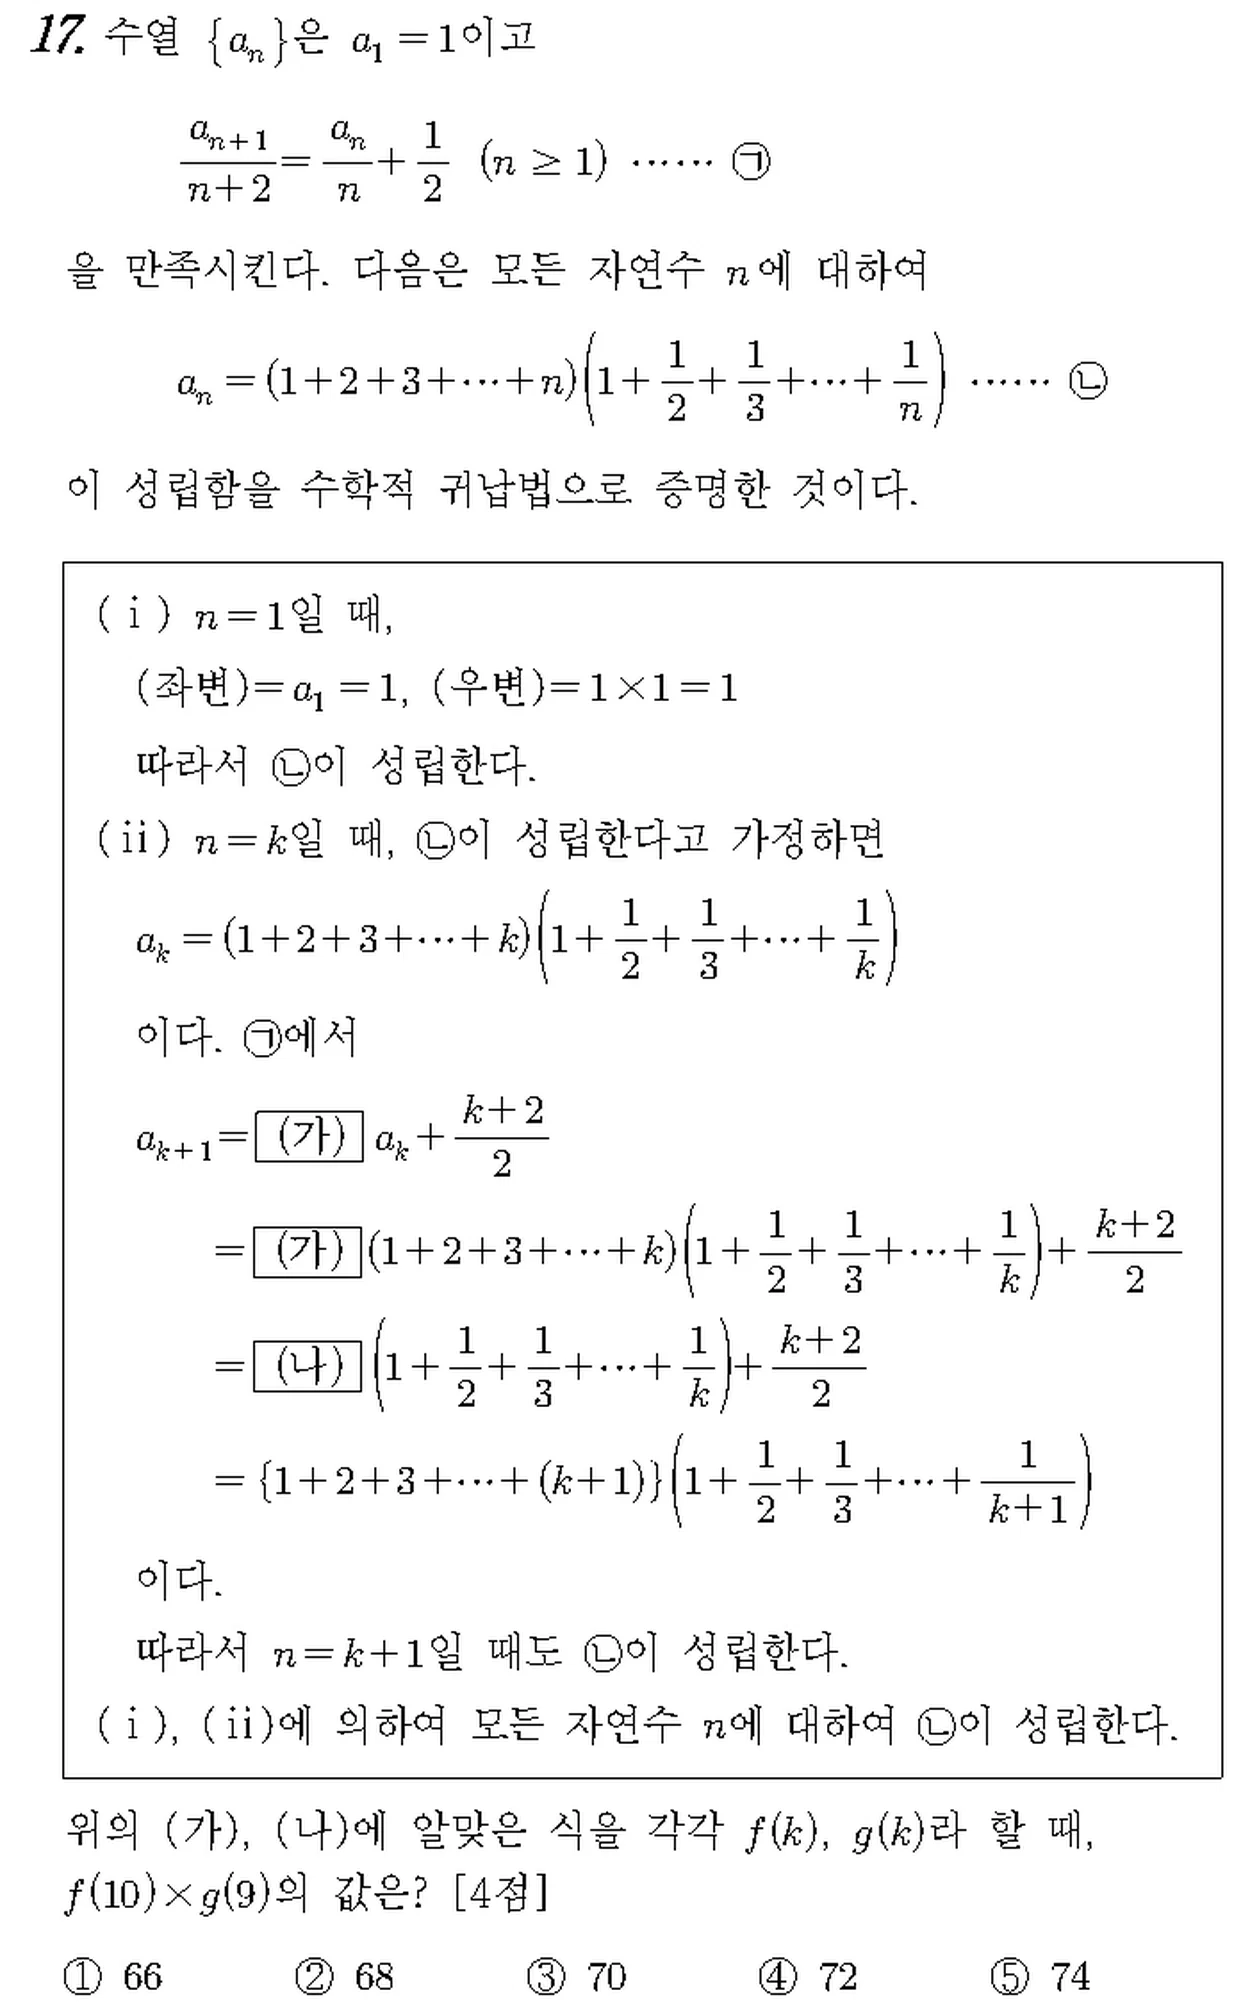 17. 수열 {aₙ}은 a₁ = 1이고
aₙ₊₁/(n+2) = aₙ/n + 1/2 (n ≥ 1) ⋯⋯ ㉠
을 만족시킨다. 다음은 모든 자연수 n에 대하여
aₙ = (1+2+3+⋯+n)(1 + 1/2 + 1/3 + ⋯ + 1/n) ⋯⋯ ㉡
이 성립함을 수학적 귀납법으로 증명한 것이다.
(ⅰ) n=1일 때,
(좌변)=a₁=1, (우변)=1×1=1
따라서 ㉡이 성립한다.
(ⅱ) n=k일 때, ㉡이 성립한다고 가정하면
aₖ = (1+2+3+⋯+k)(1 + 1/2 + 1/3 + ⋯ + 1/k)
이다. ㉠에서
aₖ₊₁ = (가) aₖ + (k+2)/2
= (가) (1+2+3+⋯+k)(1 + 1/2 + 1/3 + ⋯ + 1/k) + (k+2)/2
= (나) (1 + 1/2 + 1/3 + ⋯ + 1/k) + (k+2)/2
= {1+2+3+⋯+(k+1)}(1 + 1/2 + 1/3 + ⋯ + 1/(k+1))
이다.
따라서 n=k+1일 때도 ㉡이 성립한다.
(ⅰ), (ⅱ)에 의하여 모든 자연수 n에 대하여 ㉡이 성립한다.
위의 (가), (나)에 알맞은 식을 각각 f(k), g(k)라 할 때,
f(10)×g(9)의 값은? [4점]
① 66 ② 68 ③ 70 ④ 72 ⑤ 74